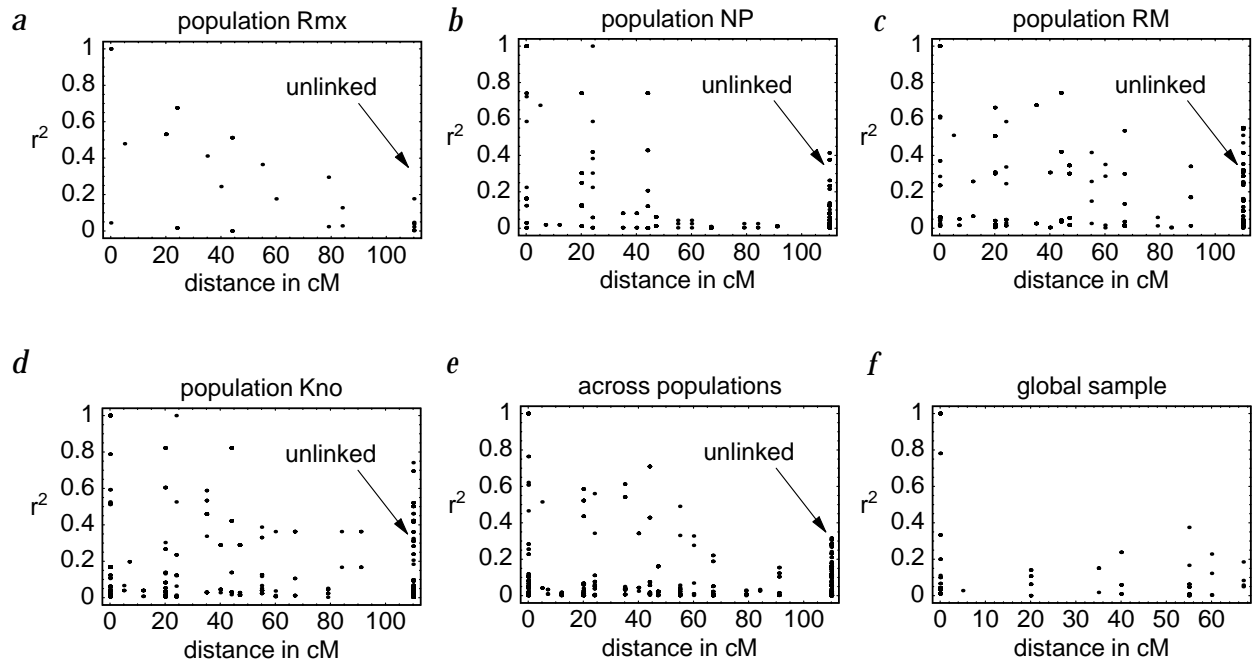 a
population Rmx
1
0.8
0.6
0.4
0.2
0
r²
unlinked
0 20 40 60 80 100
distance in cM
b
population NP
1
0.8
0.6
0.4
0.2
0
unlinked
0 20 40 60 80 100
distance in cM
c
population RM
1
0.8
0.6
0.4
0.2
0
r²
unlinked
0 20 40 60 80 100
distance in cM
d
population Kno
1
0.8
0.6
0.4
0.2
0
r²
unlinked
0 20 40 60 80 100
distance in cM
e
across populations
1
0.8
0.6
0.4
0.2
0
r²
unlinked
0 20 40 60 80 100
distance in cM
f
global sample
1
0.8
0.6
0.4
0.2
0
r²
0 10 20 30 40 50 60
distance in cM